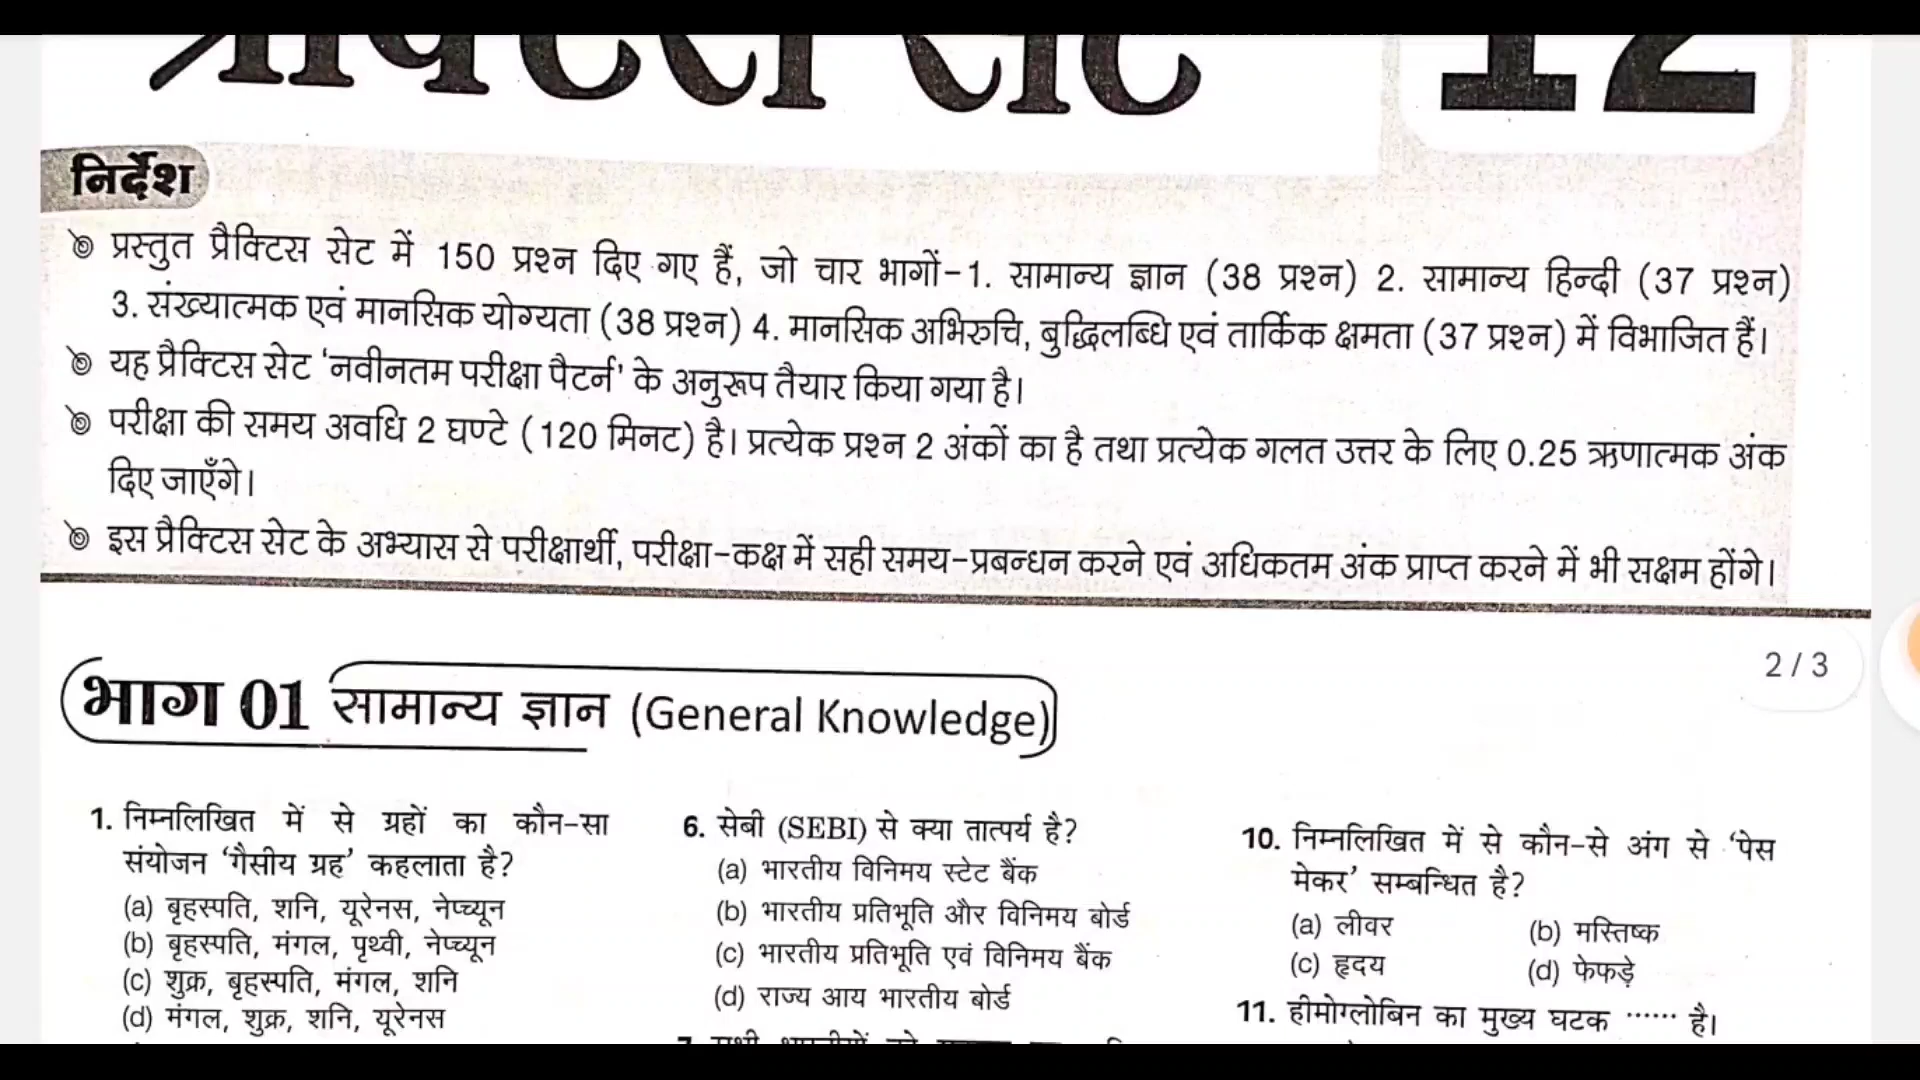 प्रैक्टिस सेट 12
निर्देश
प्रस्तुत प्रैक्टिस सेट में 150 प्रश्न दिए गए हैं, जो चार भागों-1. सामान्य ज्ञान (38 प्रश्न) 2. सामान्य हिन्दी (37 प्रश्न)
3. संख्यात्मक एवं मानसिक योग्यता (38 प्रश्न) 4. मानसिक अभिरुचि, बुद्धिलब्धि एवं तार्किक क्षमता (37 प्रश्न) में विभाजित हैं।
यह प्रैक्टिस सेट 'नवीनतम परीक्षा पैटर्न' के अनुरूप तैयार किया गया है।
परीक्षा की समय अवधि 2 घण्टे (120 मिनट) है। प्रत्येक प्रश्न 2 अंकों का है तथा प्रत्येक गलत उत्तर के लिए 0.25 ऋणात्मक अंक
दिए जाएँगे।
इस प्रैक्टिस सेट के अभ्यास से परीक्षार्थी, परीक्षा-कक्ष में सही समय-प्रबन्धन करने एवं अधिकतम अंक प्राप्त करने में भी सक्षम होंगे।
2/3
भाग 01 सामान्य ज्ञान (General Knowledge)
1. निम्नलिखित में से ग्रहों का कौन-सा
संयोजन 'गैसीय ग्रह' कहलाता है?
(a) बृहस्पति, शनि, यूरेनस, नेप्च्यून
(b) बृहस्पति, मंगल, पृथ्वी, नेप्च्यून
(c) शुक्र, बृहस्पति, मंगल, शनि
(d) मंगल, शुक्र, शनि, यूरेनस
6. सेबी (SEBI) से क्या तात्पर्य है?
(a) भारतीय विनिमय स्टेट बैंक
(b) भारतीय प्रतिभूति और विनिमय बोर्ड
(c) भारतीय प्रतिभूति एवं विनिमय बैंक
(d) राज्य आय भारतीय बोर्ड
10. निम्नलिखित में से कौन-से अंग से 'पेस
मेकर' सम्बन्धित है?
(a) लीवर (b) मस्तिष्क
(c) हृदय (d) फेफड़े
11. हीमोग्लोबिन का मुख्य घटक ...... है।